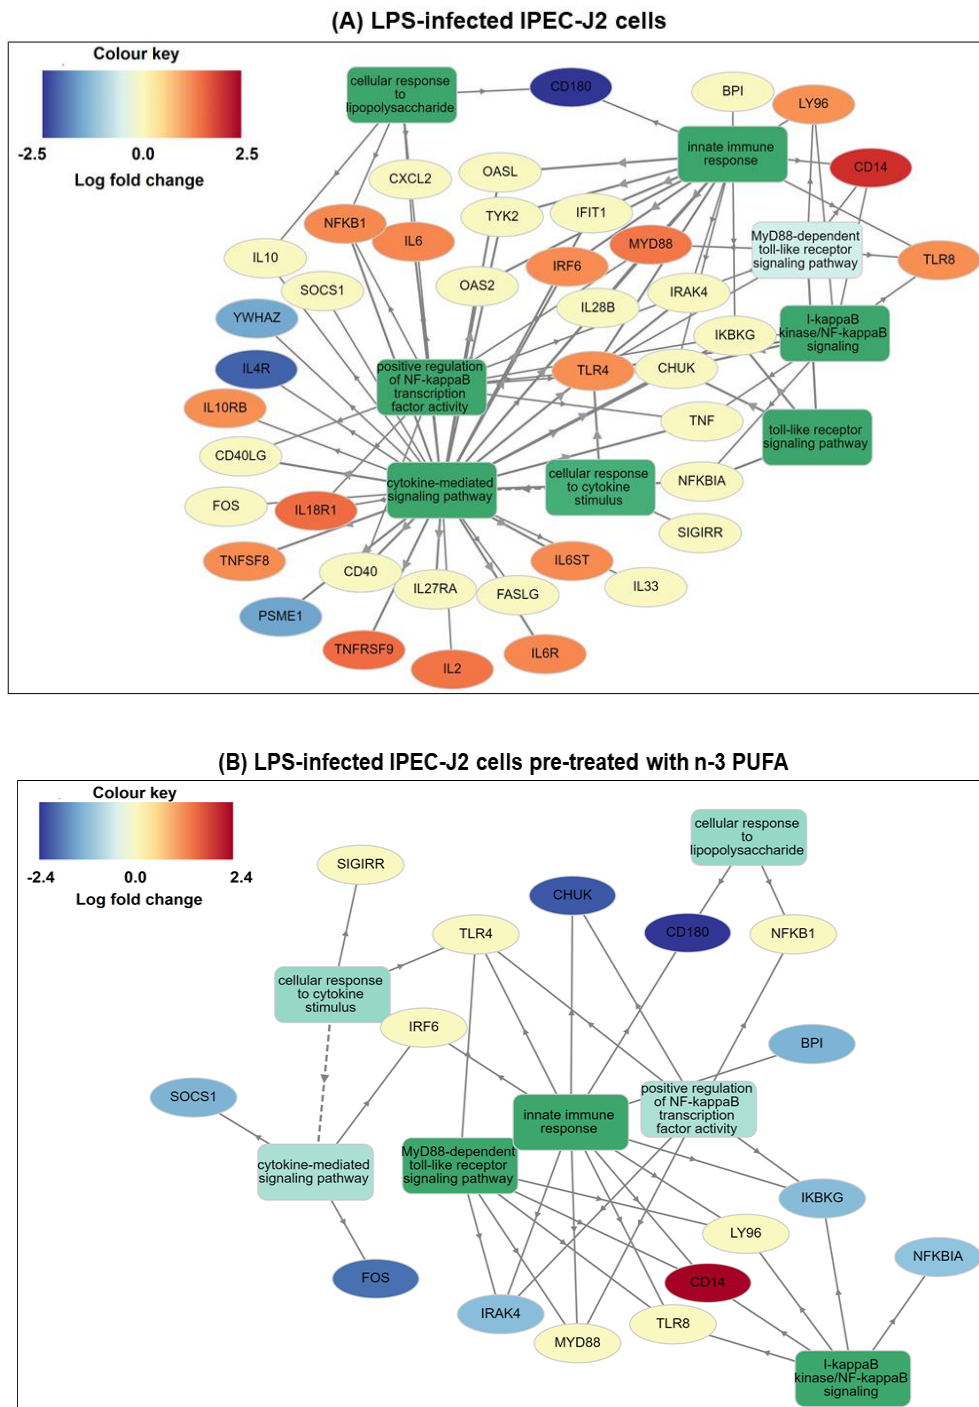 (A) LPS-infected IPEC-J2 cells
Colour key
-2.5 0.0 2.5
Log fold change
cellular response
to
lipopolysaccharide
CD180
BPI
LY96
innate immune
response
CD14
CXCL2
OASL
TYK2
IFIT1
NFKB1
IL6
MYD88
MyD88-dependent
toll-like receptor
signaling pathway
IL10
IRF6
TLR8
SOCS1
OAS2
IL28B
IRAK4
YWHAZ
IKBKG
I-kappaB
kinase/NF-kappaB
signaling
IL4R
positive regulation
of NF-kappaB
transcription
factor activity
TLR4
CHUK
IL10RB
TNF
toll-like receptor
signaling pathway
CD40LG
cytokine-mediated
signaling pathway
cellular response
to cytokine
stimulus
NFKBIA
FOS
IL18R1
SIGIRR
TNFSF8
CD40
IL6ST
IL27RA
FASLG
IL33
PSME1
TNFRSF9
IL2
IL6R
(B) LPS-infected IPEC-J2 cells pre-treated with n-3 PUFA
Colour key
-2.4 0.0 2.4
Log fold change
cellular response
to
lipopolysaccharide
SIGIRR
CHUK
TLR4
CD180
NFKB1
cellular response
to cytokine
stimulus
IRF6
BPI
SOCS1
positive regulation
of NF-kappaB
transcription
factor activity
innate immune
response
cytokine-mediated
signaling pathway
MyD88-dependent
toll-like receptor
signaling pathway
IKBKG
LY96
NFKBIA
FOS
CD14
IRAK4
TLR8
MYD88
I-kappaB
kinase/NF-kappaB
signaling